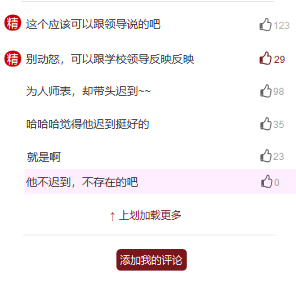 精 这个应该可以跟领导说的吧 123
精 别动怒，可以跟学校领导反映反映 29
为人师表，却带头迟到~~ 98
哈哈哈觉得他迟到挺好的 35
就是啊 23
他不迟到，不存在的吧 0
↑ 上划加载更多
添加我的评论